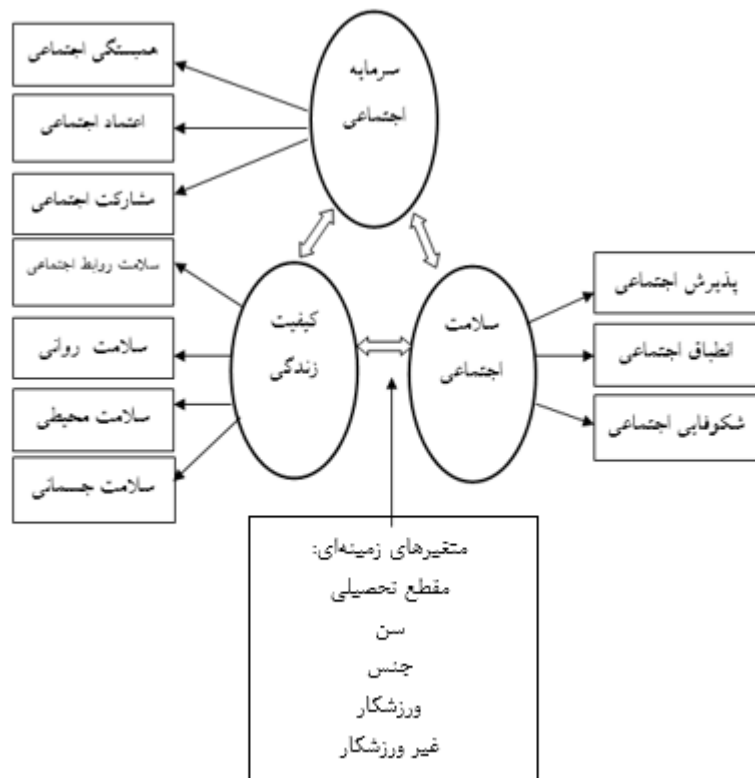 سرمایه
اجتماعی
همبستگی اجتماعی
اعتماد اجتماعی
مشارکت اجتماعی
سلامت روابط اجتماعی
سلامت روانی
سلامت محیطی
سلامت جسمانی
کیفیت
زندگی
سلامت
اجتماعی
پذیرش اجتماعی
انطباق اجتماعی
شکوفایی اجتماعی
متغیرهای زمینه‌ای:
مقطع تحصیلی
سن
جنس
ورزشکار
غیر ورزشکار